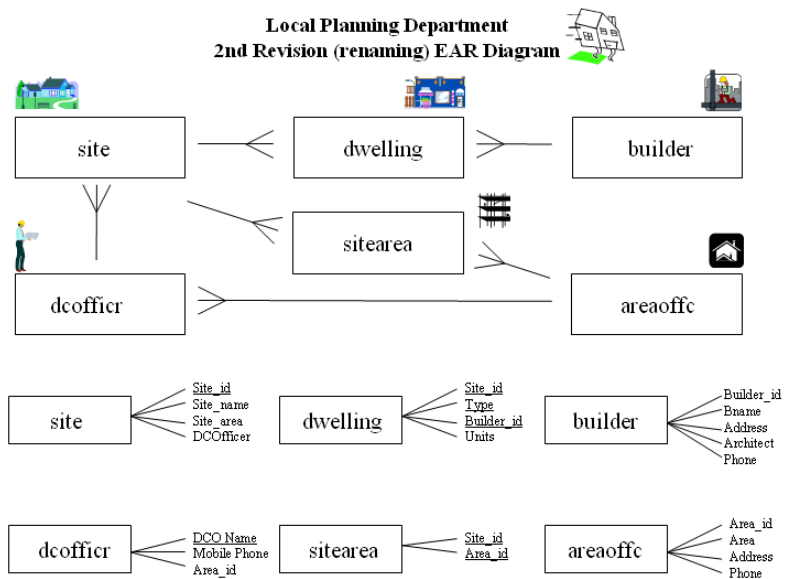 Local Planning Department
2nd Revision (renaming) EAR Diagram
site
dwelling
builder
sitearea
dcofficr
areaoffc
site
Site_id
Site_name
Site_area
DCOfficer
dwelling
Site_id
Type
Builder_id
Units
builder
Builder_id
Bname
Address
Architect
Phone
dcofficr
DCO Name
Mobile Phone
Area_id
sitearea
Site_id
Area_id
areaoffc
Area_id
Area
Address
Phone